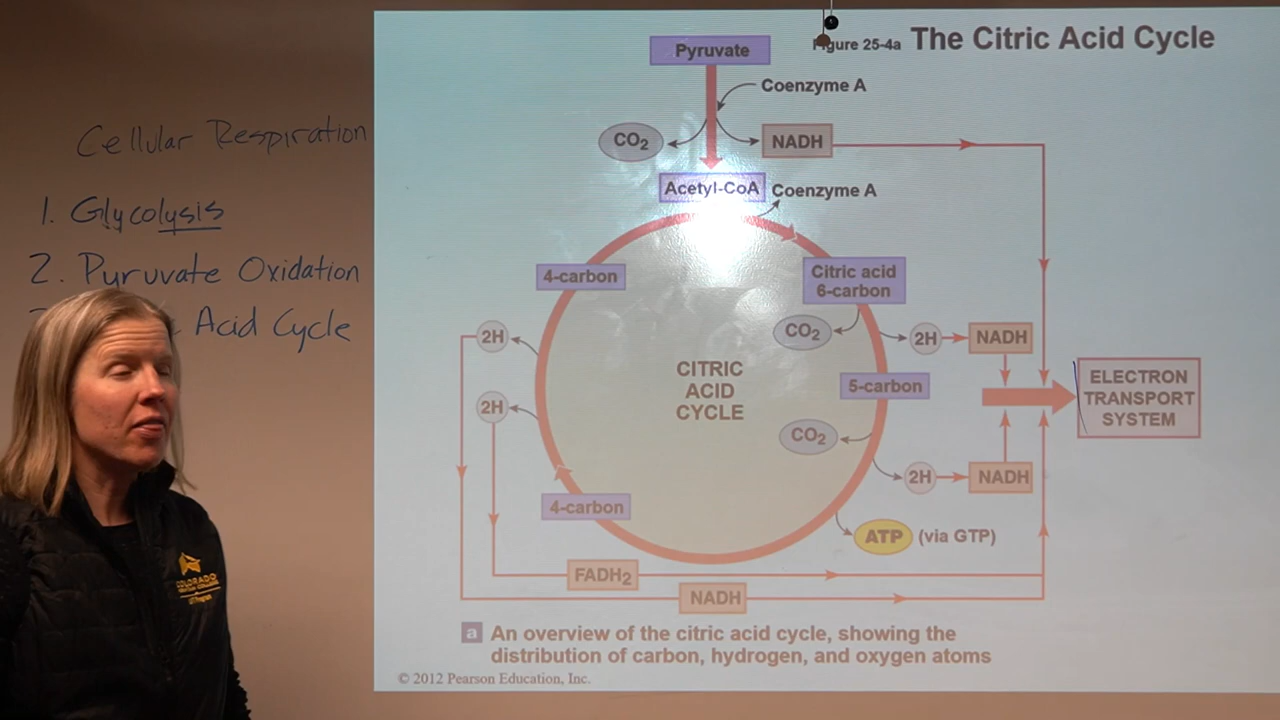 Cellular Respiration
1. Glycolysis
2. Pyruvate Oxidation
Acid Cycle
COLORADO
Figure 25-4a The Citric Acid Cycle
Pyruvate
Coenzyme A
CO2
NADH
Acetyl-CoA
Coenzyme A
4-carbon
Citric acid
6-carbon
2H
CO2
2H
NADH
CITRIC
ACID
CYCLE
5-carbon
ELECTRON
TRANSPORT
SYSTEM
2H
CO2
2H
NADH
4-carbon
ATP (via GTP)
FADH2
NADH
a An overview of the citric acid cycle, showing the
distribution of carbon, hydrogen, and oxygen atoms
© 2012 Pearson Education, Inc.